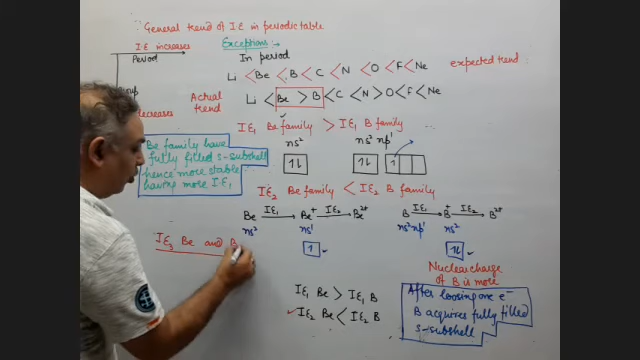 General trend of I.E in periodic table
I.E increases
Period
decreases
Exceptions :-
In period
Li < Be < B < C < N < O < F < Ne
expected trend
Actual trend
Li < Be > B < C < N > O < F < Ne
IE₁ Be family > IE₁ B family
ns²
ns² np¹
Be family have
fully filled s-subshell
hence more stable
having more I.E₁
IE₂ Be family < IE₂ B family
Be IE₁→ Be⁺ IE₂→ Be²⁺
ns²
ns¹
B IE₁→ B⁺ IE₂→ B²⁺
ns²np¹
ns²
IE₃ Be and B
IE₁ Be > IE₁ B
IE₂ Be < IE₂ B
Nuclear charge
of B is more
After loosing one e⁻
B acquires fully filled
s-subshell